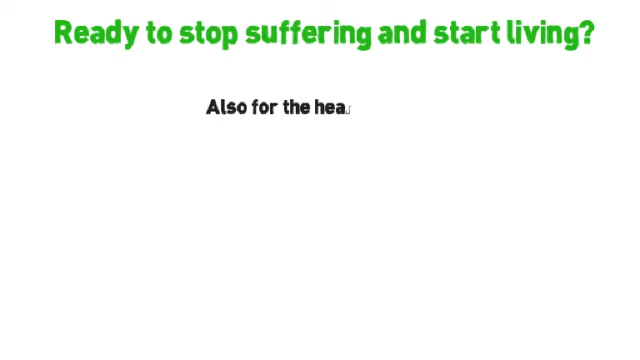 Ready to stop suffering and start living?
Also for the hea